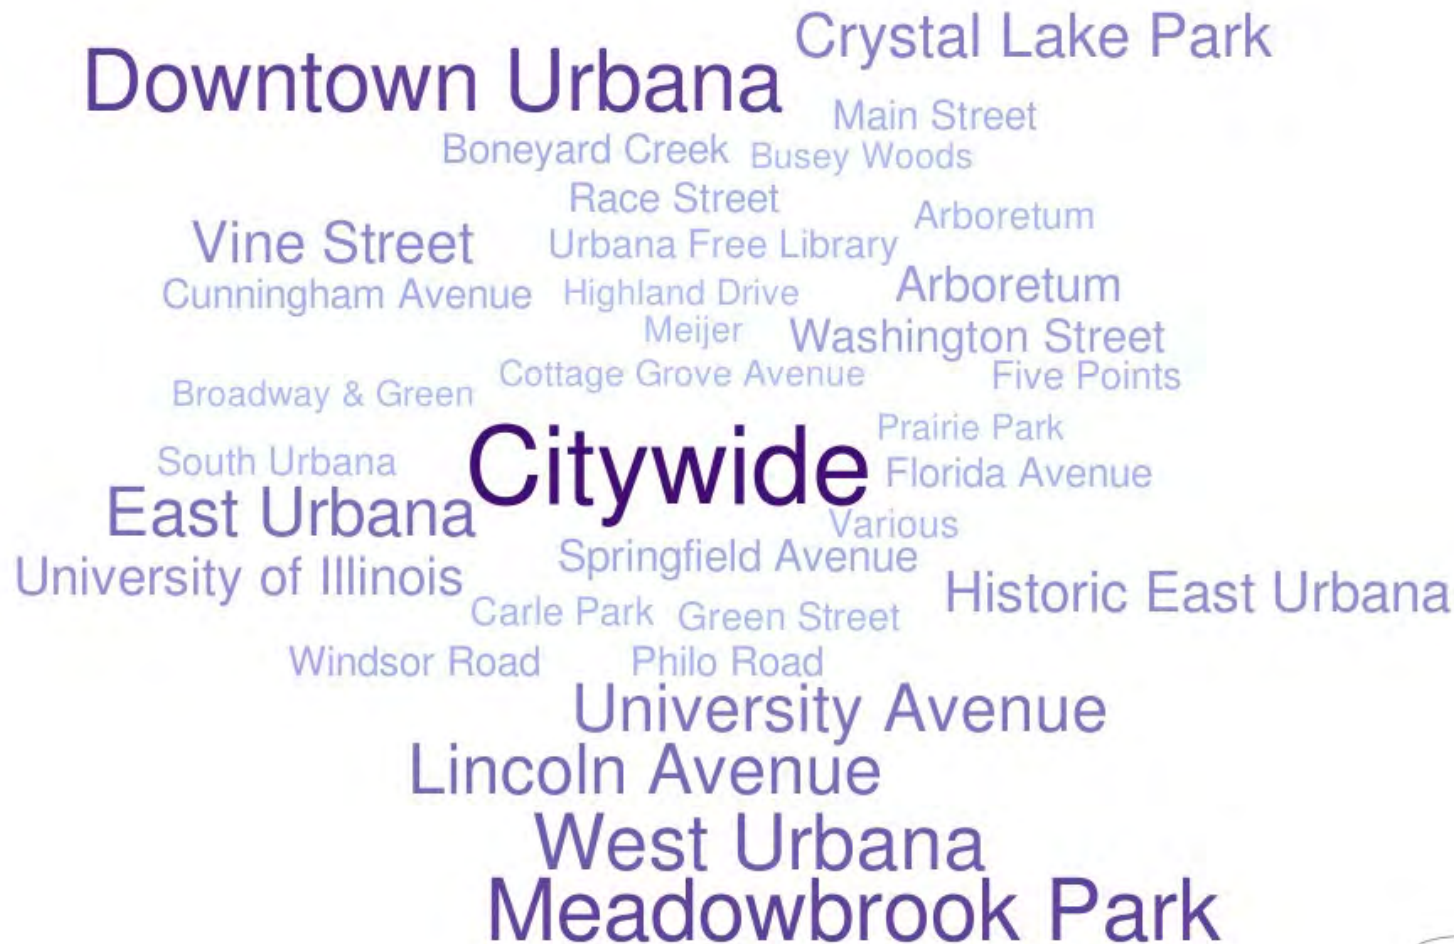 Crystal Lake Park
Downtown Urbana
Main Street
Boneyard Creek
Busey Woods
Race Street
Arboretum
Vine Street
Urbana Free Library
Cunningham Avenue
Highland Drive
Arboretum
Meijer
Washington Street
Cottage Grove Avenue
Five Points
Broadway & Green
Citywide
Prairie Park
South Urbana
Florida Avenue
East Urbana
Various
Springfield Avenue
University of Illinois
Historic East Urbana
Carle Park
Green Street
Windsor Road
Philo Road
University Avenue
Lincoln Avenue
West Urbana
Meadowbrook Park